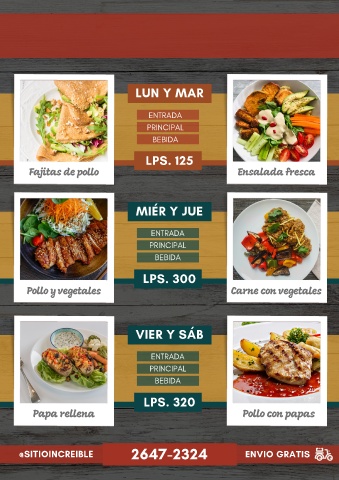 LUN Y MAR
ENTRADA
PRINCIPAL
BEBIDA
LPS. 125
Fajitas de pollo
Ensalada fresca
MIÉR Y JUE
ENTRADA
PRINCIPAL
BEBIDA
LPS. 300
Pollo y vegetales
Carne con vegetales
VIER Y SÁB
ENTRADA
PRINCIPAL
BEBIDA
LPS. 320
Papa rellena
Pollo con papas
@SITIOINCREIBLE
2647-2324
ENVIO GRATIS